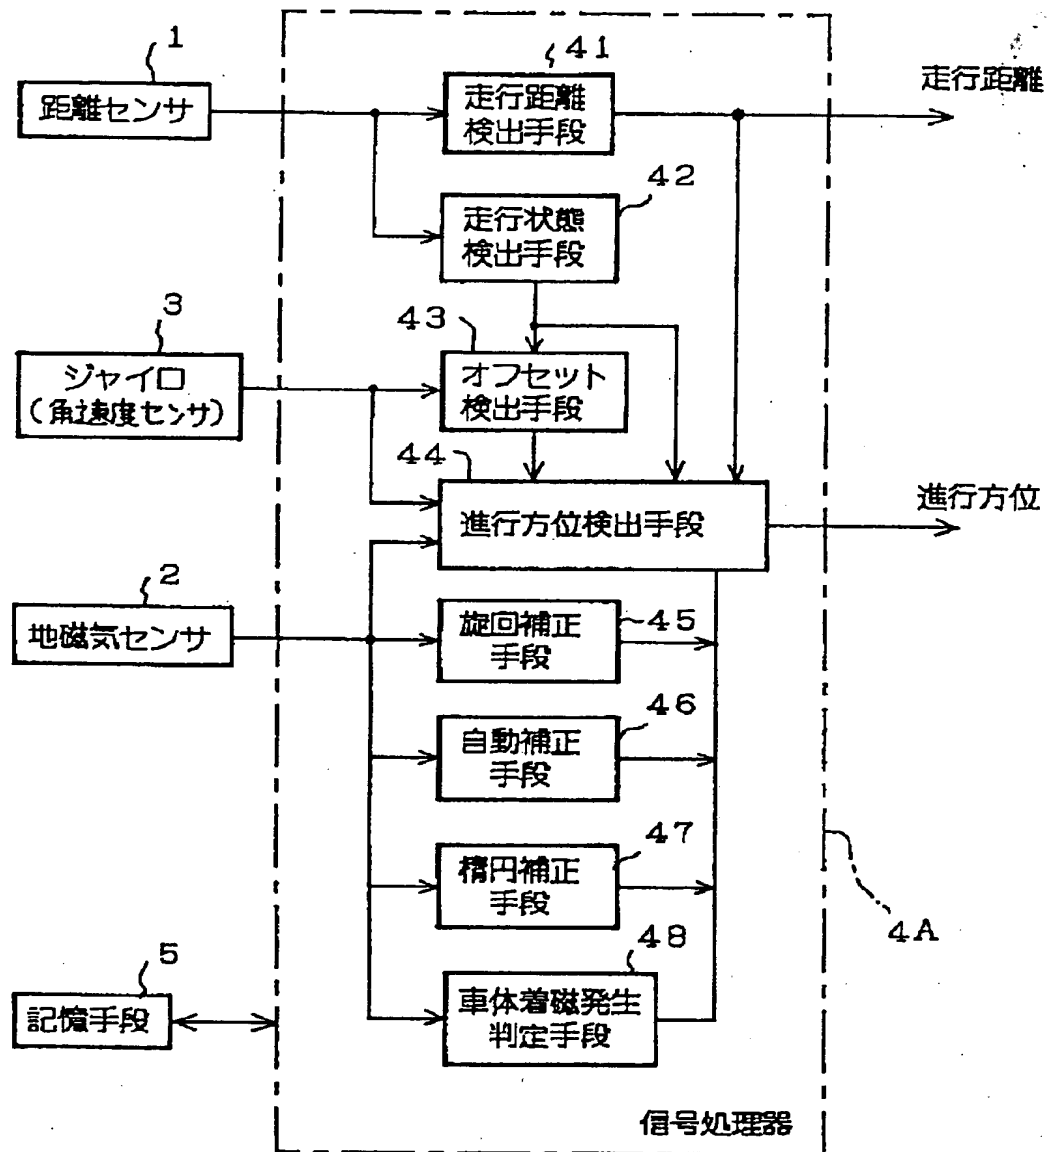 1
距離センサ
41
走行距離
検出手段
走行距離
42
走行状態
検出手段
3
ジャイロ
(角速度センサ)
43
オフセット
検出手段
44
進行方位検出手段
進行方位
2
地磁気センサ
旋回補正
手段
45
46
自動補正
手段
47
楕円補正
手段
4A
48
車体着磁発生
判定手段
5
記憶手段
信号処理器